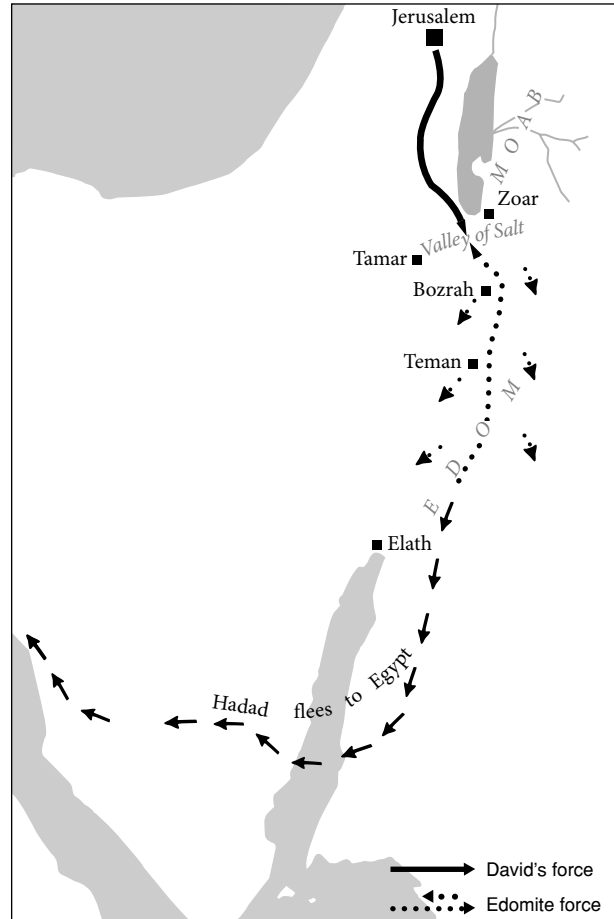 Jerusalem
MOAB
Zoar
Valley of Salt
Tamar
Bozrah
Teman
EDOM
Elath
Hadad flees to Egypt
David's force
Edomite force